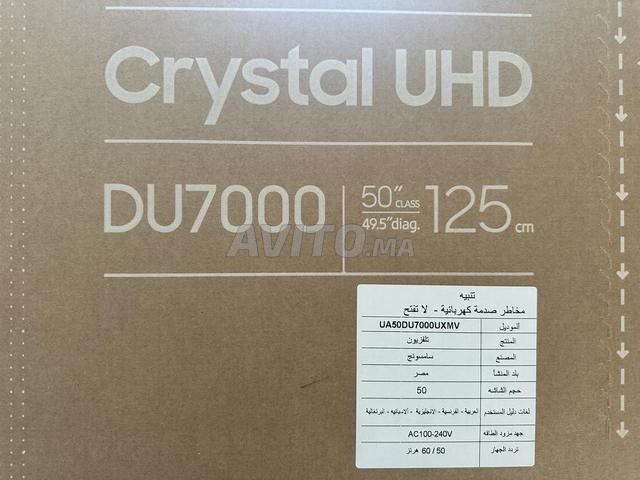 Crystal UHD
DU7000
50" CLASS
49.5" diag.
125 cm
AVITO.MA
تنبيه
مخاطر صدمة كهربائية - لا تفتح
الموديل UA50DU7000UXMV
المنتج تلفزيون
المصنع سامسونج
بلد المنشأ مصر
حجم الشاشه 50
لغات دليل المستخدم العربية - الفرنسية - الانجليزية - الاسبانيه - البرتغالية
جهد مزود الطاقه AC100-240V
تردد الجهاز 50 / 60 هرتز